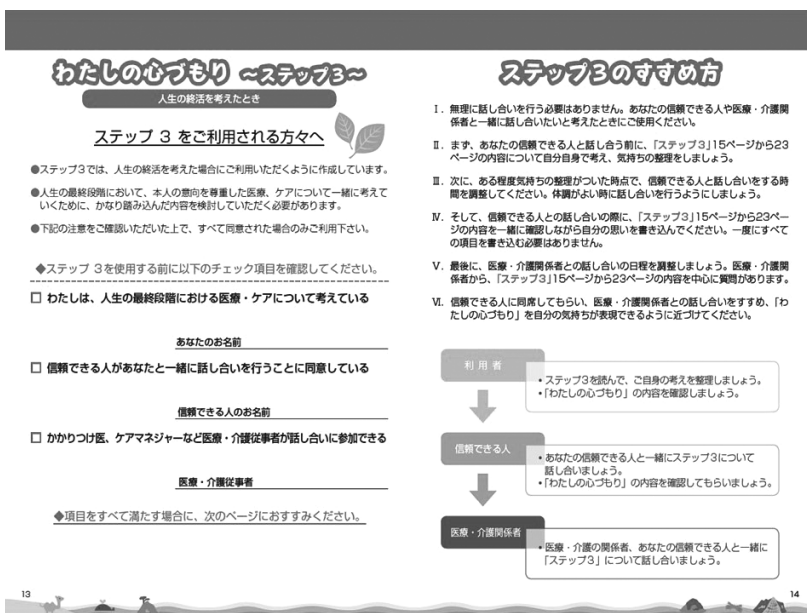 わたしの心づもり ～ステップ3～
人生の終活を考えたとき
ステップ 3 をご利用される方々へ
●ステップ3では、人生の終活を考えた場合にご利用いただくように作成しています。
●人生の最終段階において、本人の意向を尊重した医療、ケアについて一緒に考えて
いくために、かなり踏み込んだ内容を検討していただく必要があります。
●下記の注意をご確認いただいた上で、すべて同意された場合のみご利用下さい。
◆ステップ 3を使用する前に以下のチェック項目を確認してください。
□ わたしは、人生の最終段階における医療・ケアについて考えている
あなたのお名前
□ 信頼できる人があなたと一緒に話し合いを行うことに同意している
信頼できる人のお名前
□ かかりつけ医、ケアマネジャーなど医療・介護従事者が話し合いに参加できる
医療・介護従事者
◆項目をすべて満たす場合に、次のページにおすすみください。
13
ステップ3のすすめ方
Ⅰ．無理に話し合いを行う必要はありません。あなたの信頼できる人や医療・介護関
係者と一緒に話し合いたいと考えたときにご使用ください。
Ⅱ．まず、あなたの信頼できる人と話し合う前に、「ステップ3」15ページから23
ページの内容について自分自身で考え、気持ちの整理をしましょう。
Ⅲ．次に、ある程度気持ちの整理がついた時点で、信頼できる人と話し合いをする時
間を調整してください。体調がよい時に話し合いを行うようにしましょう。
Ⅳ．そして、信頼できる人との話し合いの際に、「ステップ3」15ページから23ペー
ジの内容を一緒に確認しながら自分の思いを書き込んでください。一度にすべて
の項目を書き込む必要はありません。
Ⅴ．最後に、医療・介護関係者との話し合いの日程を調整しましょう。医療・介護関
係者から、「ステップ3」15ページから23ページの内容を中心に質問があります。
Ⅵ．信頼できる人に同席してもらい、医療・介護関係者との話し合いをすすめ、「わ
たしの心づもり」を自分の気持ちが表現できるように近づけてください。
利 用 者
・ステップ3を読んで、ご自身の考えを整理しましょう。
・「わたしの心づもり」の内容を確認しましょう。
信頼できる人
・あなたの信頼できる人と一緒にステップ3について
話し合いましょう。
・「わたしの心づもり」の内容を確認してもらいましょう。
医療・介護関係者
・医療・介護の関係者、あなたの信頼できる人と一緒に
「ステップ3」について話し合いましょう。
14